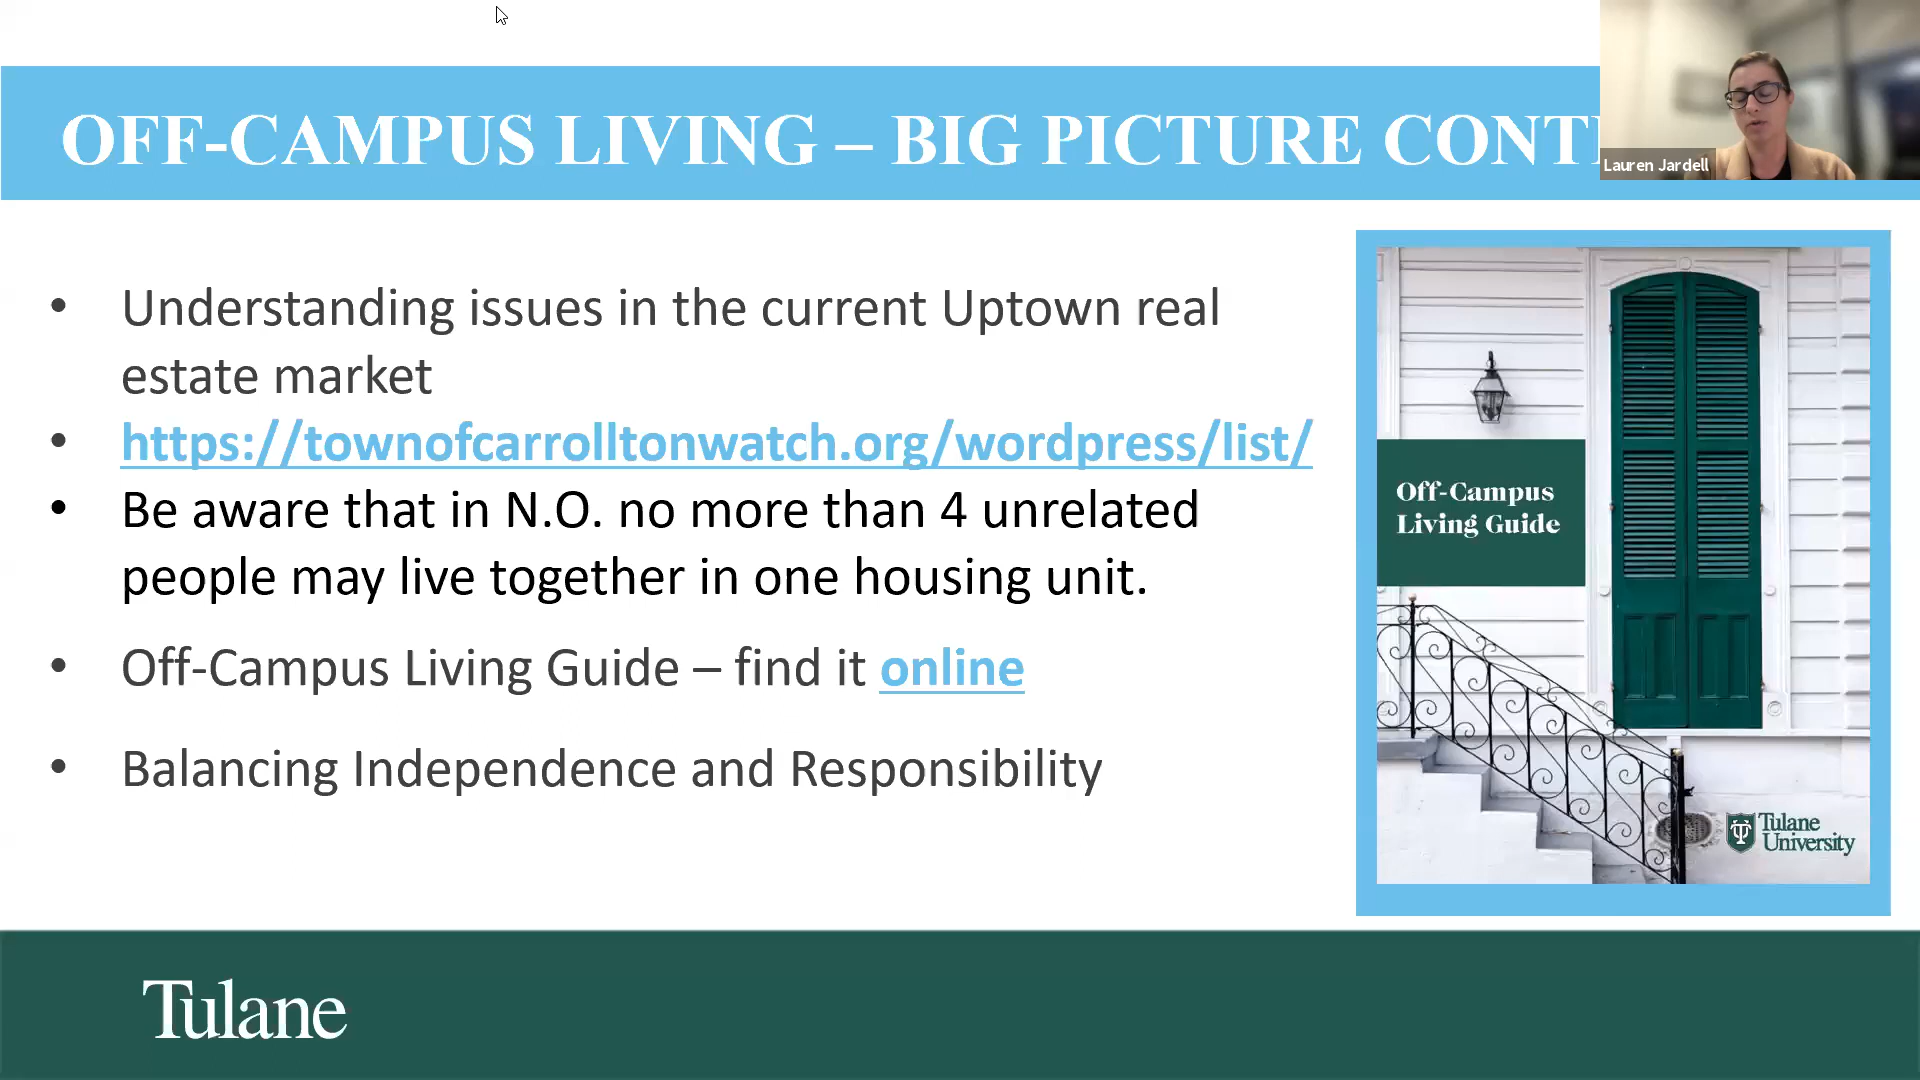 OFF-CAMPUS LIVING – BIG PICTURE CONT
Lauren Jardell
• Understanding issues in the current Uptown real
estate market
• https://townofcarrolltonwatch.org/wordpress/list/
• Be aware that in N.O. no more than 4 unrelated
people may live together in one housing unit.
• Off-Campus Living Guide – find it online
• Balancing Independence and Responsibility
Off-Campus
Living Guide
Tulane
University
Tulane